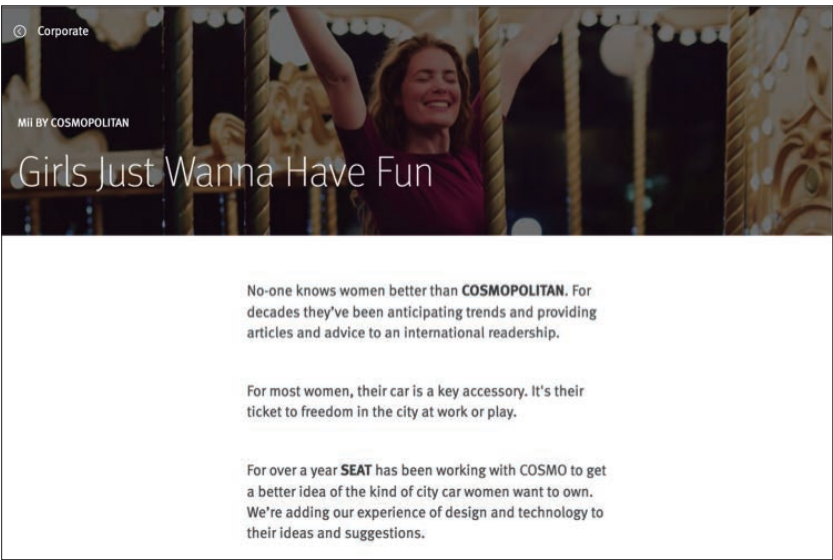 Corporate
Mii BY COSMOPOLITAN
Girls Just Wanna Have Fun
No-one knows women better than COSMOPOLITAN. For
decades they've been anticipating trends and providing
articles and advice to an international readership.
For most women, their car is a key accessory. It's their
ticket to freedom in the city at work or play.
For over a year SEAT has been working with COSMO to get
a better idea of the kind of city car women want to own.
We're adding our experience of design and technology to
their ideas and suggestions.